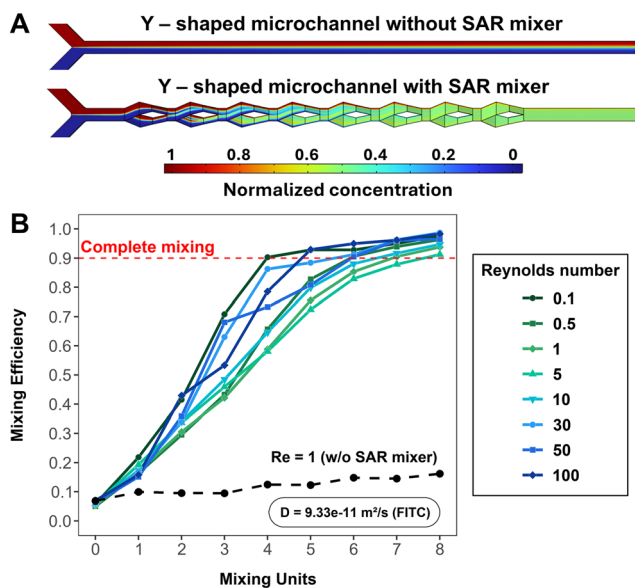 A
Y – shaped microchannel without SAR mixer
Y – shaped microchannel with SAR mixer
1 0.8 0.6 0.4 0.2 0
Normalized concentration
B
1.0
0.9
0.8
0.7
0.6
0.5
0.4
0.3
0.2
0.1
0.0
Mixing Efficiency
Complete mixing
Re = 1 (w/o SAR mixer)
D = 9.33e-11 m²/s (FITC)
0 1 2 3 4 5 6 7 8
Mixing Units
Reynolds number
0.1
0.5
1
5
10
30
50
100